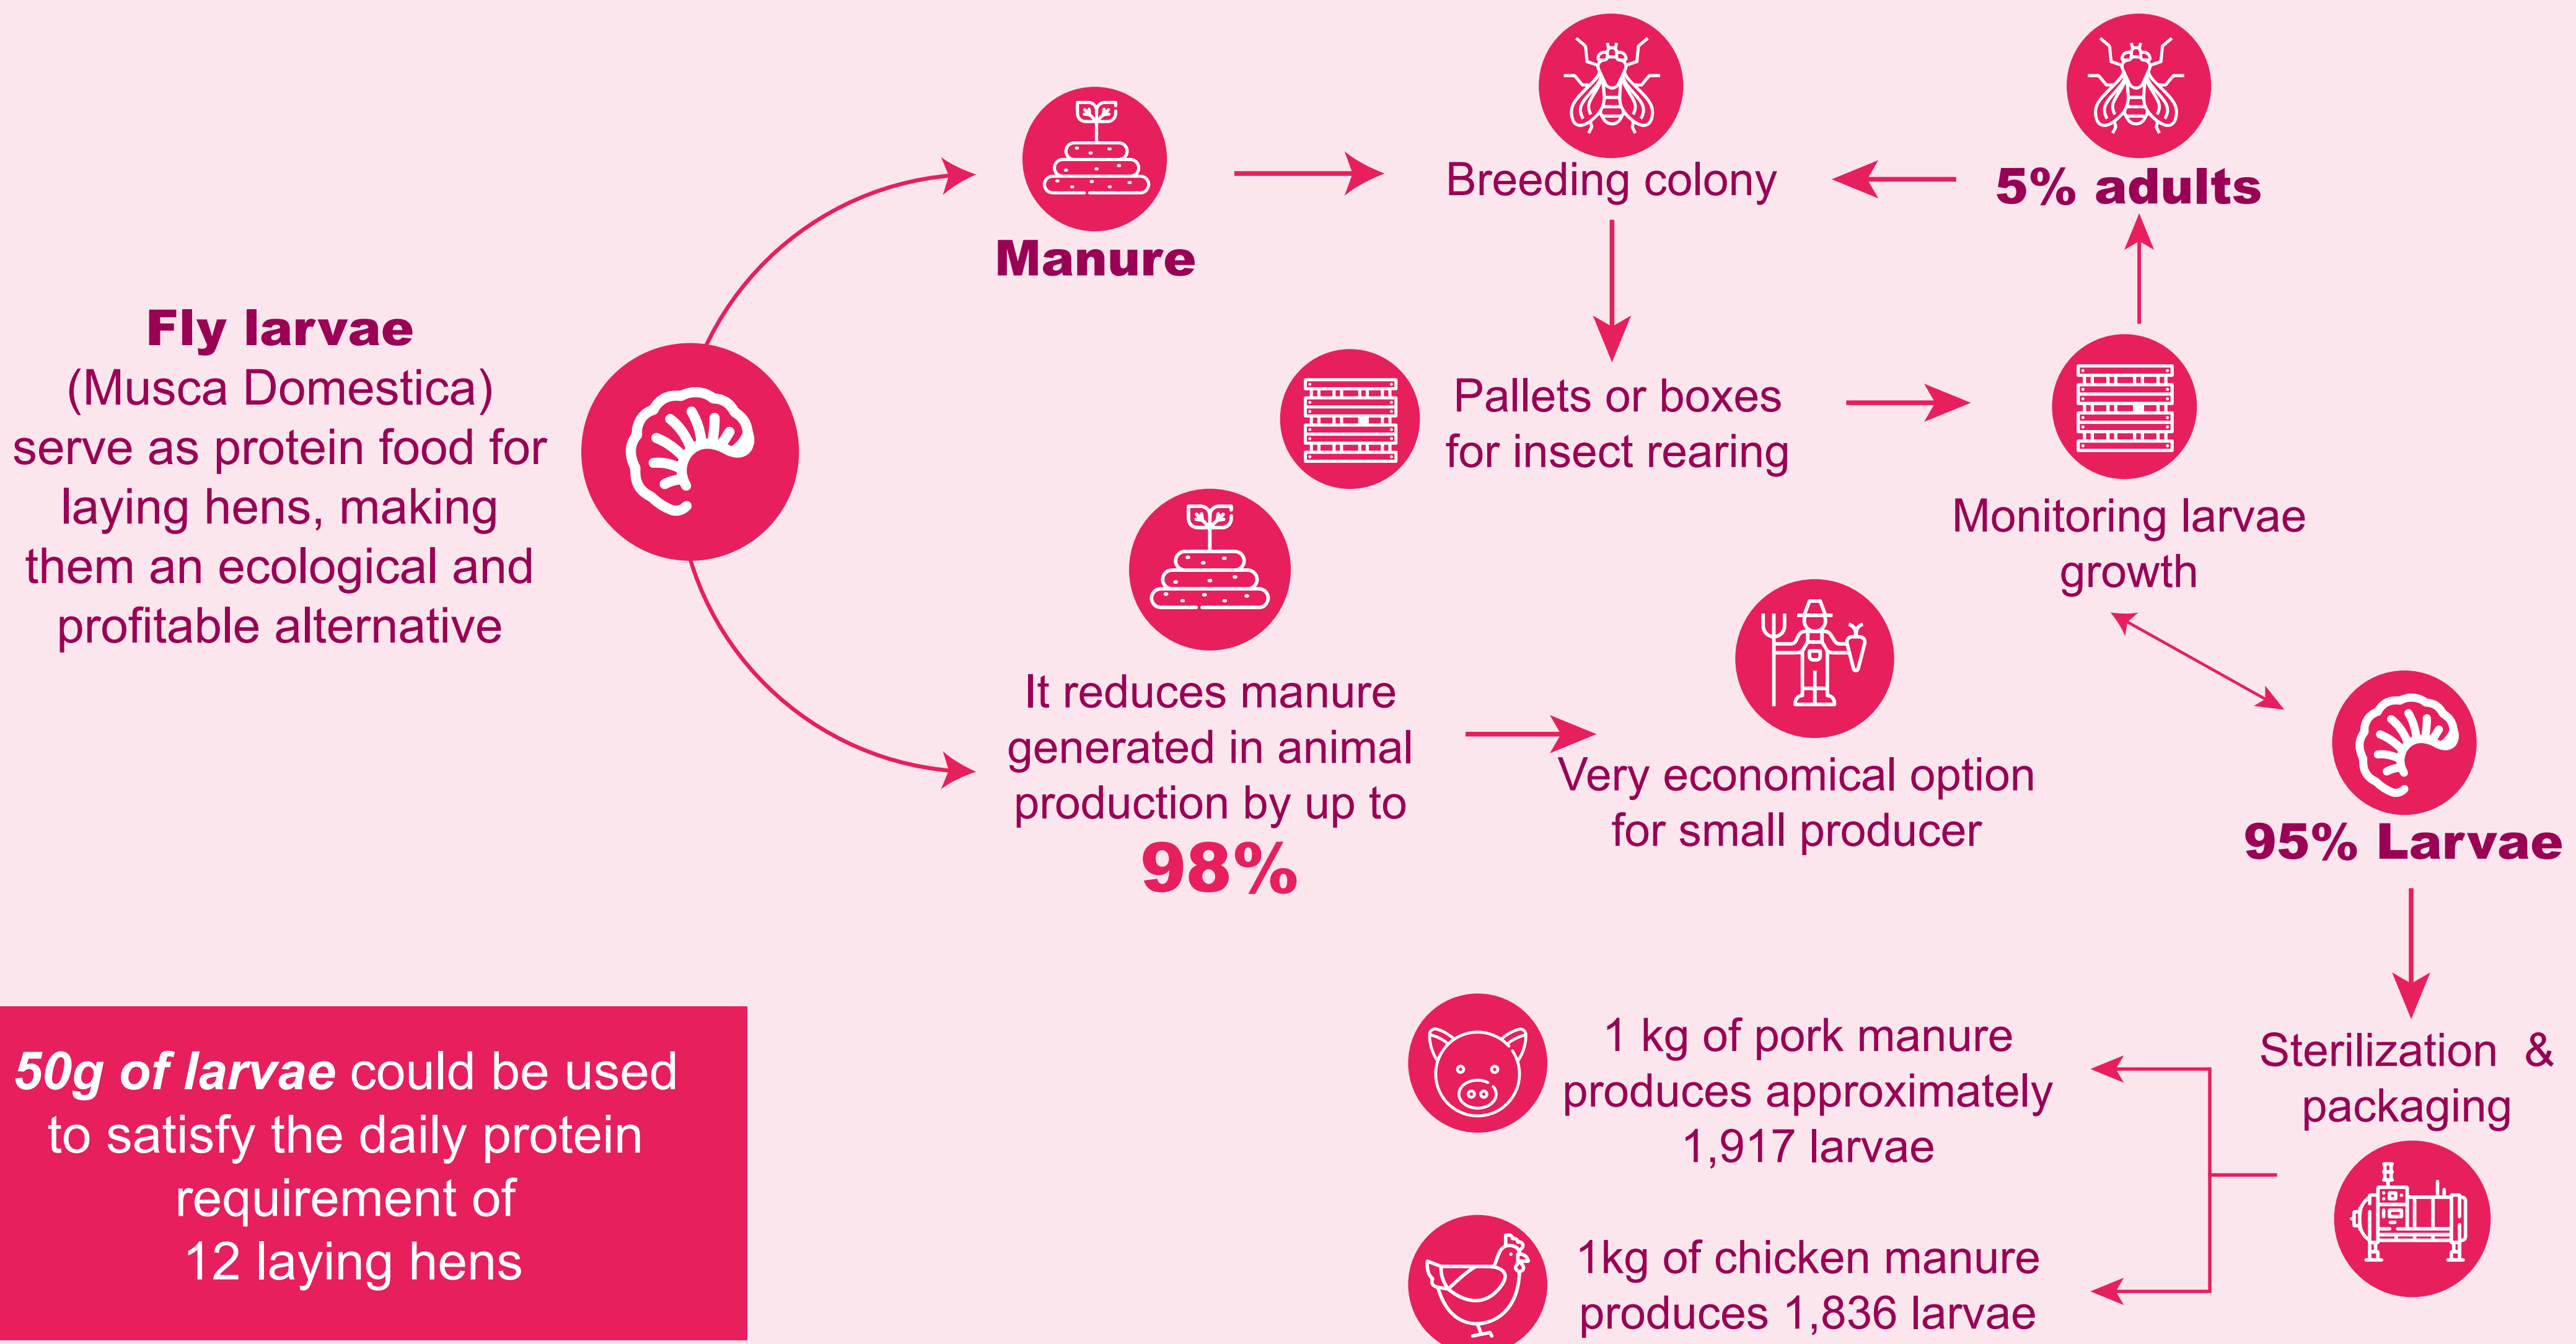 Fly larvae
(Musca Domestica)
serve as protein food for
laying hens, making
them an ecological and
profitable alternative
Manure
Breeding colony
5% adults
Pallets or boxes
for insect rearing
Monitoring larvae
growth
It reduces manure
generated in animal
production by up to
98%
Very economical option
for small producer
95% Larvae
Sterilization &
packaging
1 kg of pork manure
produces approximately
1,917 larvae
1kg of chicken manure
produces 1,836 larvae
50g of larvae could be used
to satisfy the daily protein
requirement of
12 laying hens